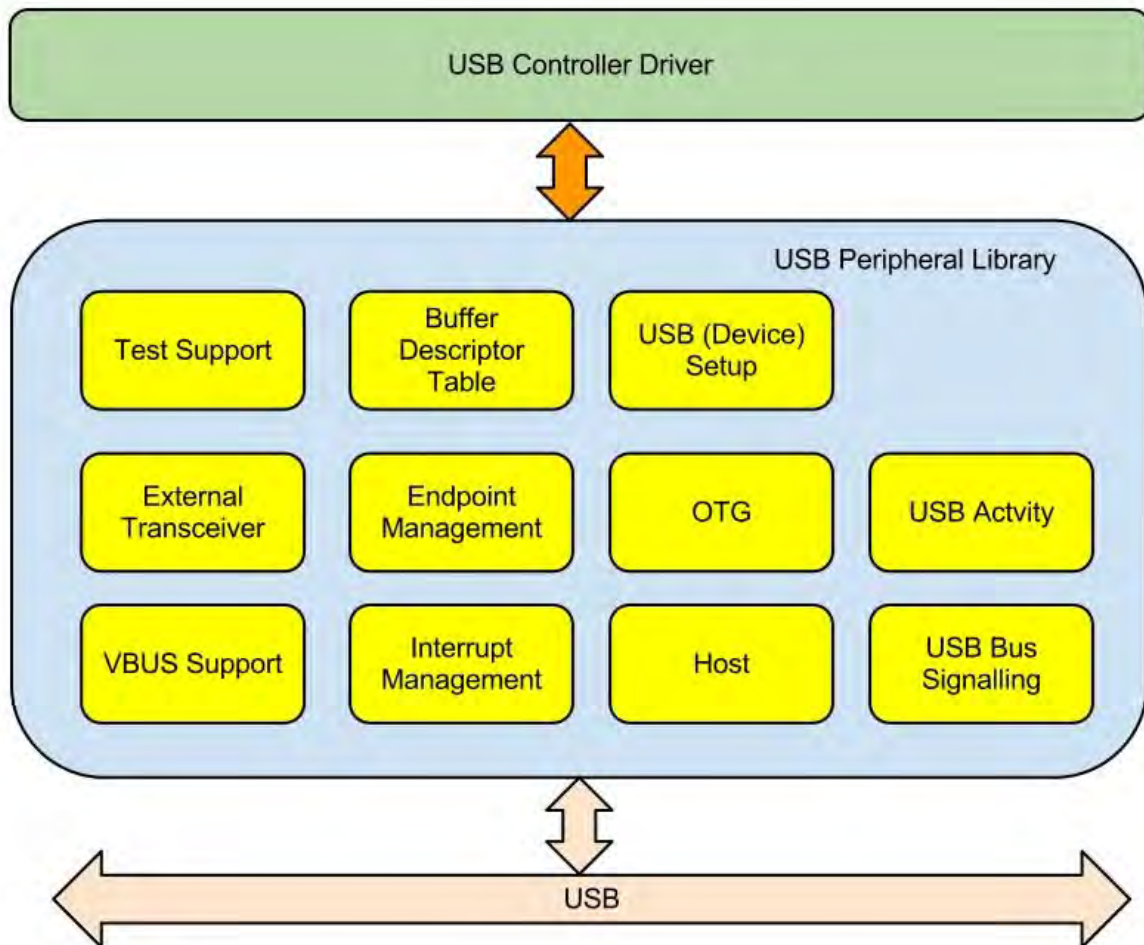 USB Controller Driver
USB Peripheral Library
Test Support
Buffer
Descriptor
Table
USB (Device)
Setup
External
Transceiver
Endpoint
Management
OTG
USB Actvity
VBUS Support
Interrupt
Management
Host
USB Bus
Signalling
USB